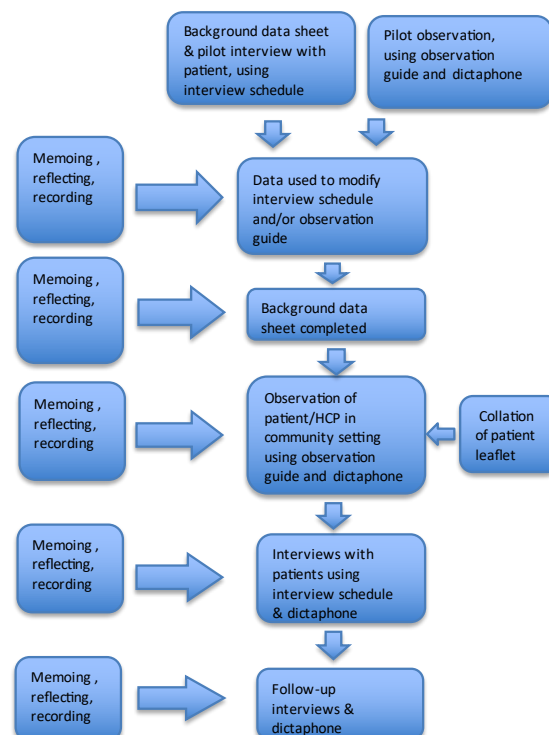 Background data sheet
& pilot interview with
patient, using
interview schedule
Pilot observation,
using observation
guide and dictaphone
Memoing ,
reflecting,
recording
Data used to modify
interview schedule
and/or observation
guide
Memoing ,
reflecting,
recording
Background data
sheet completed
Memoing ,
reflecting,
recording
Observation of
patient/HCP in
community setting
using observation
guide and dictaphone
Collation
of patient
leaflet
Memoing ,
reflecting,
recording
Interviews with
patients using
interview schedule
& dictaphone
Memoing ,
reflecting,
recording
Follow-up
interviews &
dictaphone